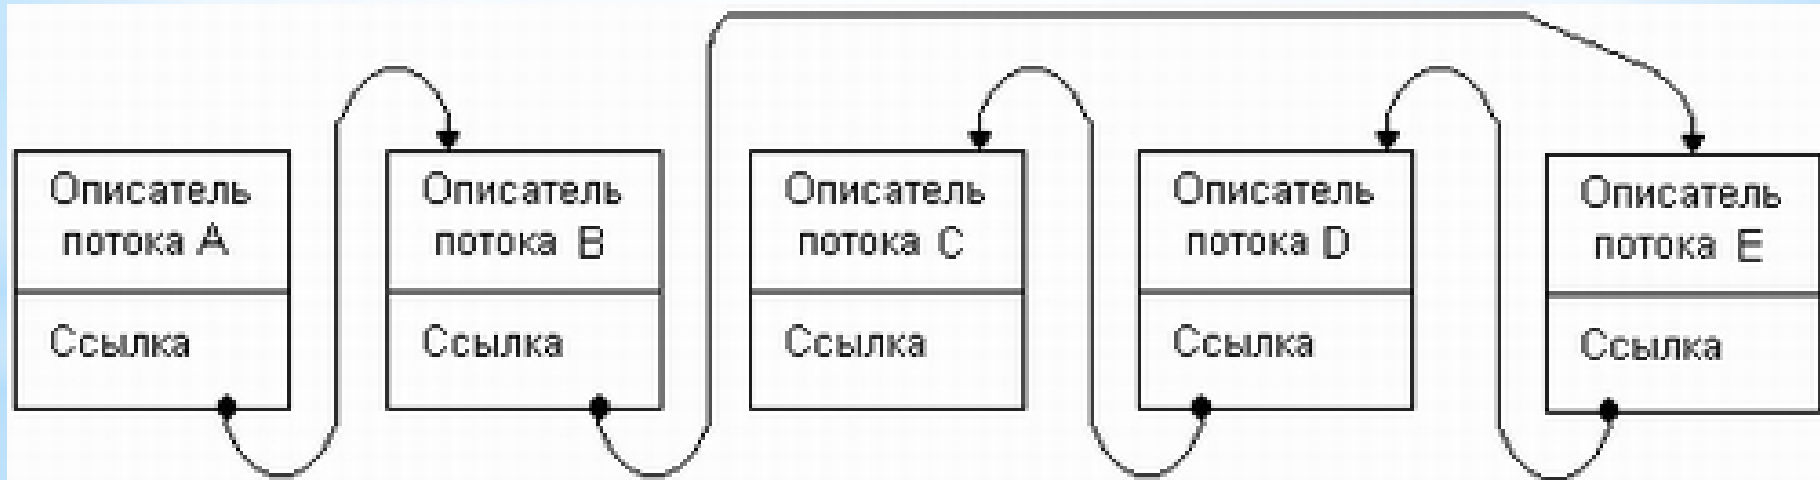 Описатель
потока A
Ссылка
Описатель
потока B
Ссылка
Описатель
потока C
Ссылка
Описатель
потока D
Ссылка
Описатель
потока E
Ссылка